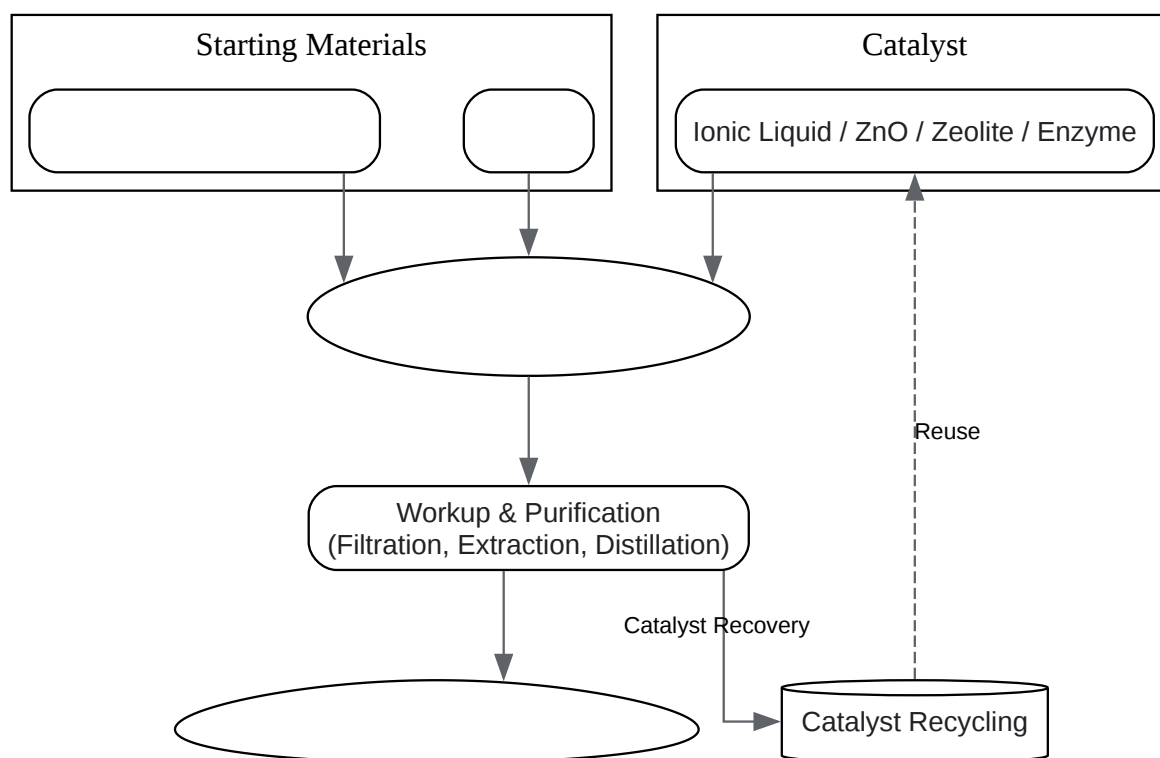 Starting Materials
Catalyst
Ionic Liquid / ZnO / Zeolite / Enzyme
Reuse
Workup & Purification
(Filtration, Extraction, Distillation)
Catalyst Recovery
Catalyst Recycling